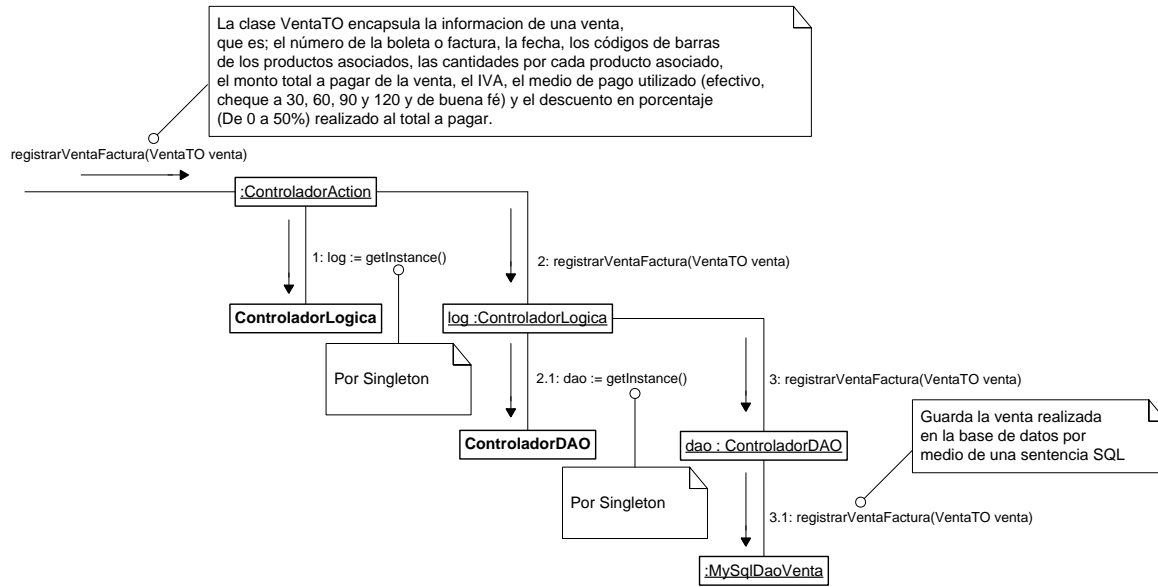 La clase VentaTO encapsula la informacion de una venta,
que es; el número de la boleta o factura, la fecha, los códigos de barras
de los productos asociados, las cantidades por cada producto asociado,
el monto total a pagar de la venta, el IVA, el medio de pago utilizado (efectivo,
cheque a 30, 60, 90 y 120 y de buena fé) y el descuento en porcentaje
(De 0 a 50%) realizado al total a pagar.
registrarVentaFactura(VentaTO venta)
:ControladorAction
1: log := getInstance()
2: registrarVentaFactura(VentaTO venta)
ControladorLogica
log :ControladorLogica
Por Singleton
2.1: dao := getInstance()
3: registrarVentaFactura(VentaTO venta)
Guarda la venta realizada
en la base de datos por
medio de una sentencia SQL
ControladorDAO
dao : ControladorDAO
Por Singleton
3.1: registrarVentaFactura(VentaTO venta)
:MySqlDaoVenta